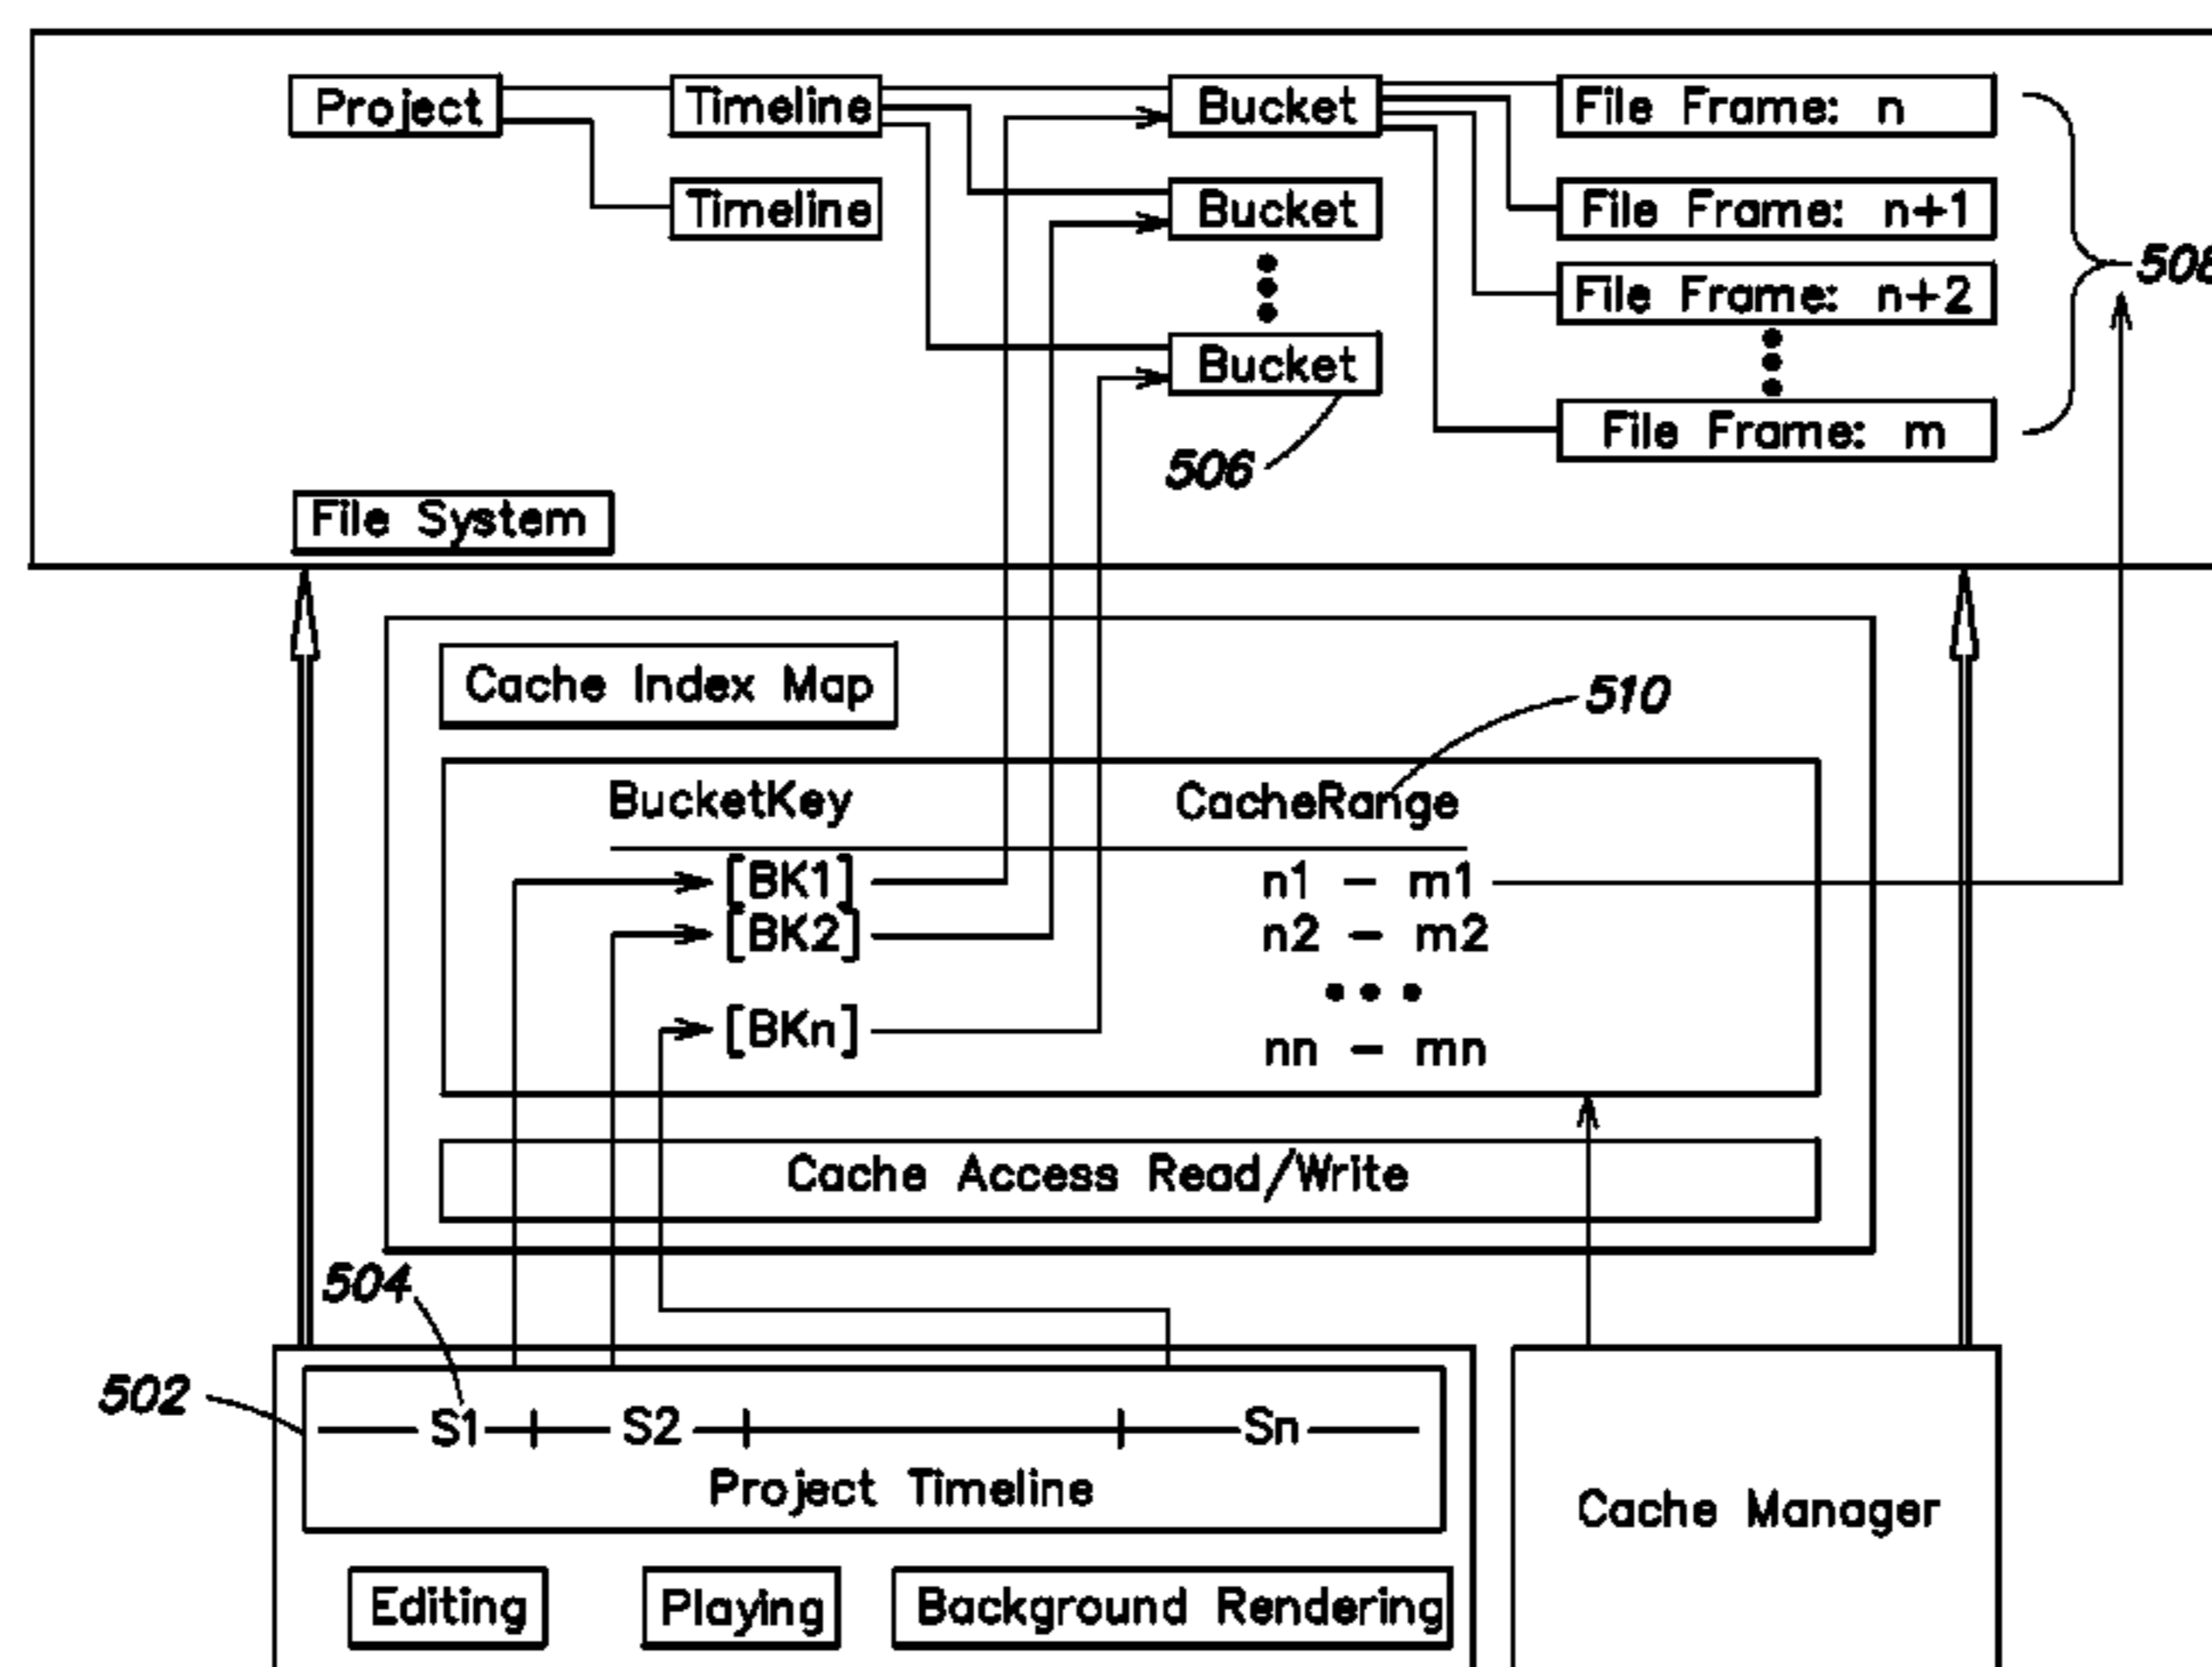 Project Timeline Bucket File Frame: n
Timeline Bucket File Frame: n+1
508
File Frame: n+2
Bucket
File Frame: m
506
File System
Cache Index Map
510
BucketKey CacheRange
[BK1] n1 - m1
[BK2] n2 - m2
•••
[BKn] nn - mn
Cache Access Read/Write
504
502
S1 S2 Sn
Project Timeline
Cache Manager
Editing Playing Background Rendering